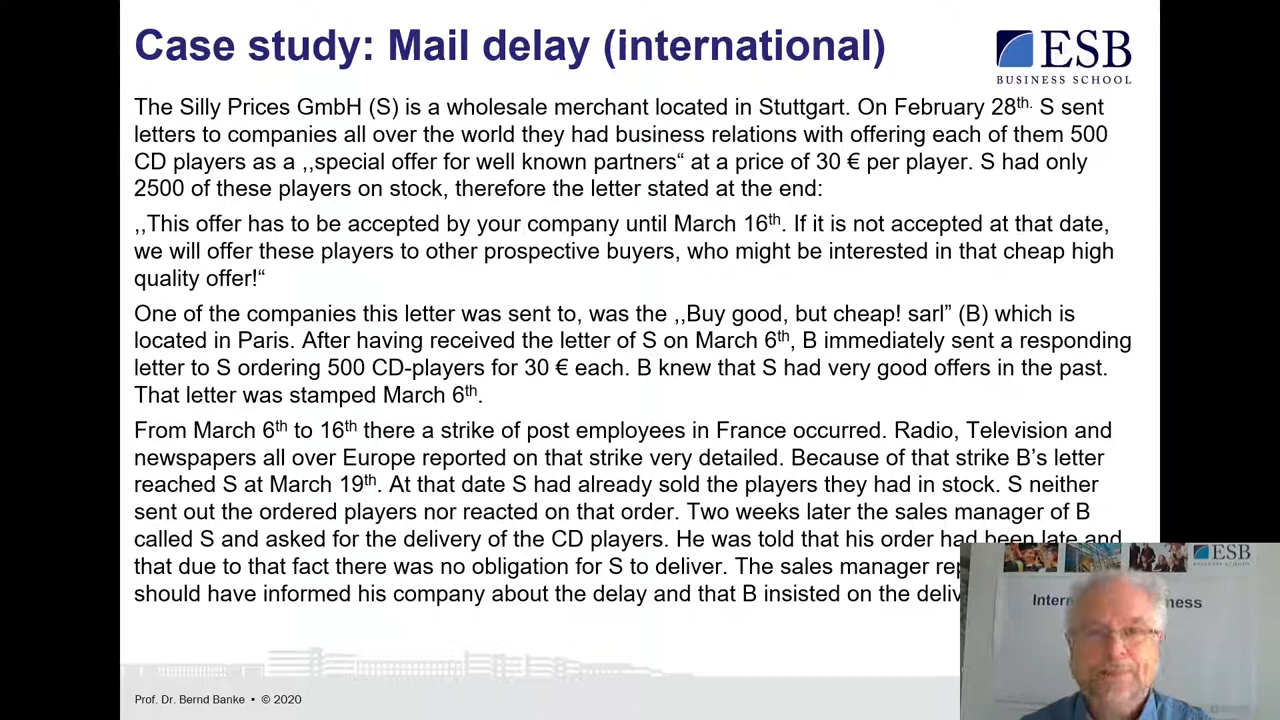 Case study: Mail delay (international)
ESB
BUSINESS SCHOOL
The Silly Prices GmbH (S) is a wholesale merchant located in Stuttgart. On February 28th. S sent
letters to companies all over the world they had business relations with offering each of them 500
CD players as a ,,special offer for well known partners“ at a price of 30 € per player. S had only
2500 of these players on stock, therefore the letter stated at the end:
,,This offer has to be accepted by your company until March 16th. If it is not accepted at that date,
we will offer these players to other prospective buyers, who might be interested in that cheap high
quality offer!“
One of the companies this letter was sent to, was the ,,Buy good, but cheap! sarl” (B) which is
located in Paris. After having received the letter of S on March 6th, B immediately sent a responding
letter to S ordering 500 CD-players for 30 € each. B knew that S had very good offers in the past.
That letter was stamped March 6th.
From March 6th to 16th there a strike of post employees in France occurred. Radio, Television and
newspapers all over Europe reported on that strike very detailed. Because of that strike B’s letter
reached S at March 19th. At that date S had already sold the players they had in stock. S neither
sent out the ordered players nor reacted on that order. Two weeks later the sales manager of B
called S and asked for the delivery of the CD players. He was told that his order had been late and
that due to that fact there was no obligation for S to deliver. The sales manager
should have informed his company about the delay and that B insisted on the
ESB
Prof. Dr. Bernd Banke • © 2020